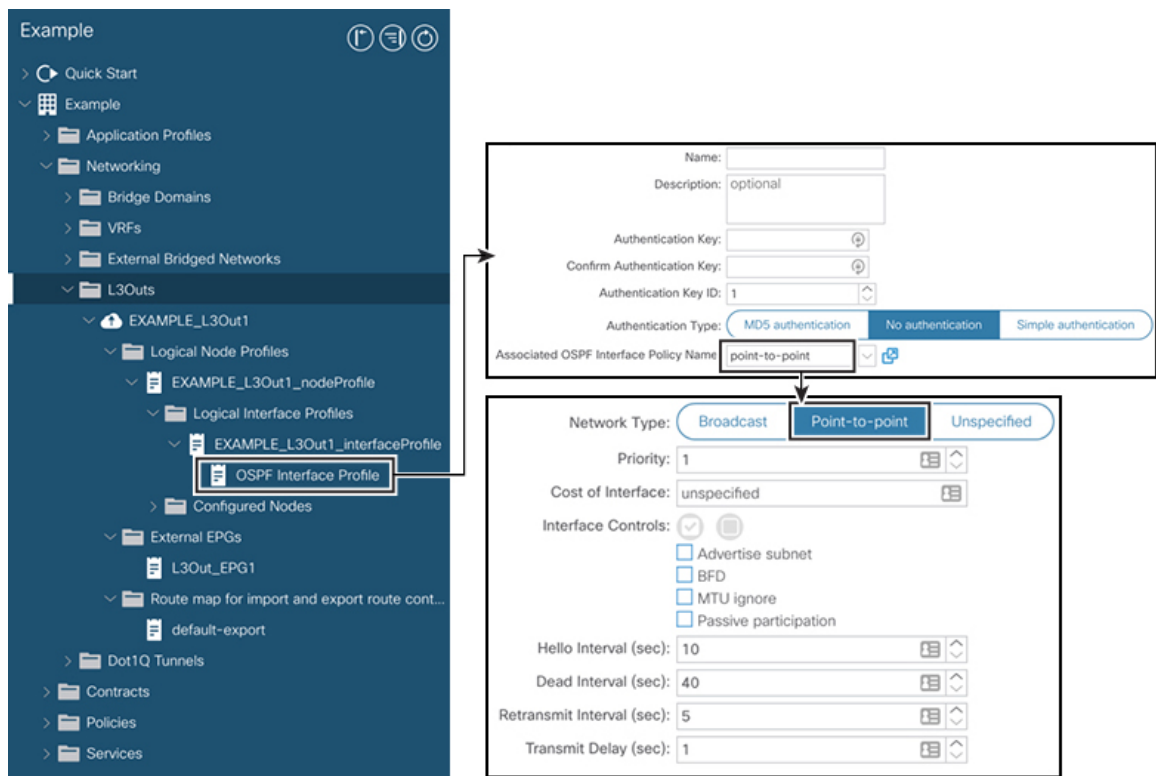 Example
Quick Start
Example
Application Profiles
Networking
Bridge Domains
VRFs
External Bridged Networks
L3Outs
EXAMPLE_L3Out1
Logical Node Profiles
EXAMPLE_L3Out1_nodeProfile
Logical Interface Profiles
EXAMPLE_L3Out1_interfaceProfile
OSPF Interface Profile
Configured Nodes
External EPGs
L3Out_EPG1
Route map for import and export route cont...
default-export
Dot1Q Tunnels
Contracts
Policies
Services
Name:
Description: optional
Authentication Key:
Confirm Authentication Key:
Authentication Key ID: 1
Authentication Type: MD5 authentication No authentication Simple authentication
Associated OSPF Interface Policy Name: point-to-point
Network Type: Broadcast Point-to-point Unspecified
Priority: 1
Cost of Interface: unspecified
Interface Controls:
Advertise subnet
BFD
MTU ignore
Passive participation
Hello Interval (sec): 10
Dead Interval (sec): 40
Retransmit Interval (sec): 5
Transmit Delay (sec): 1